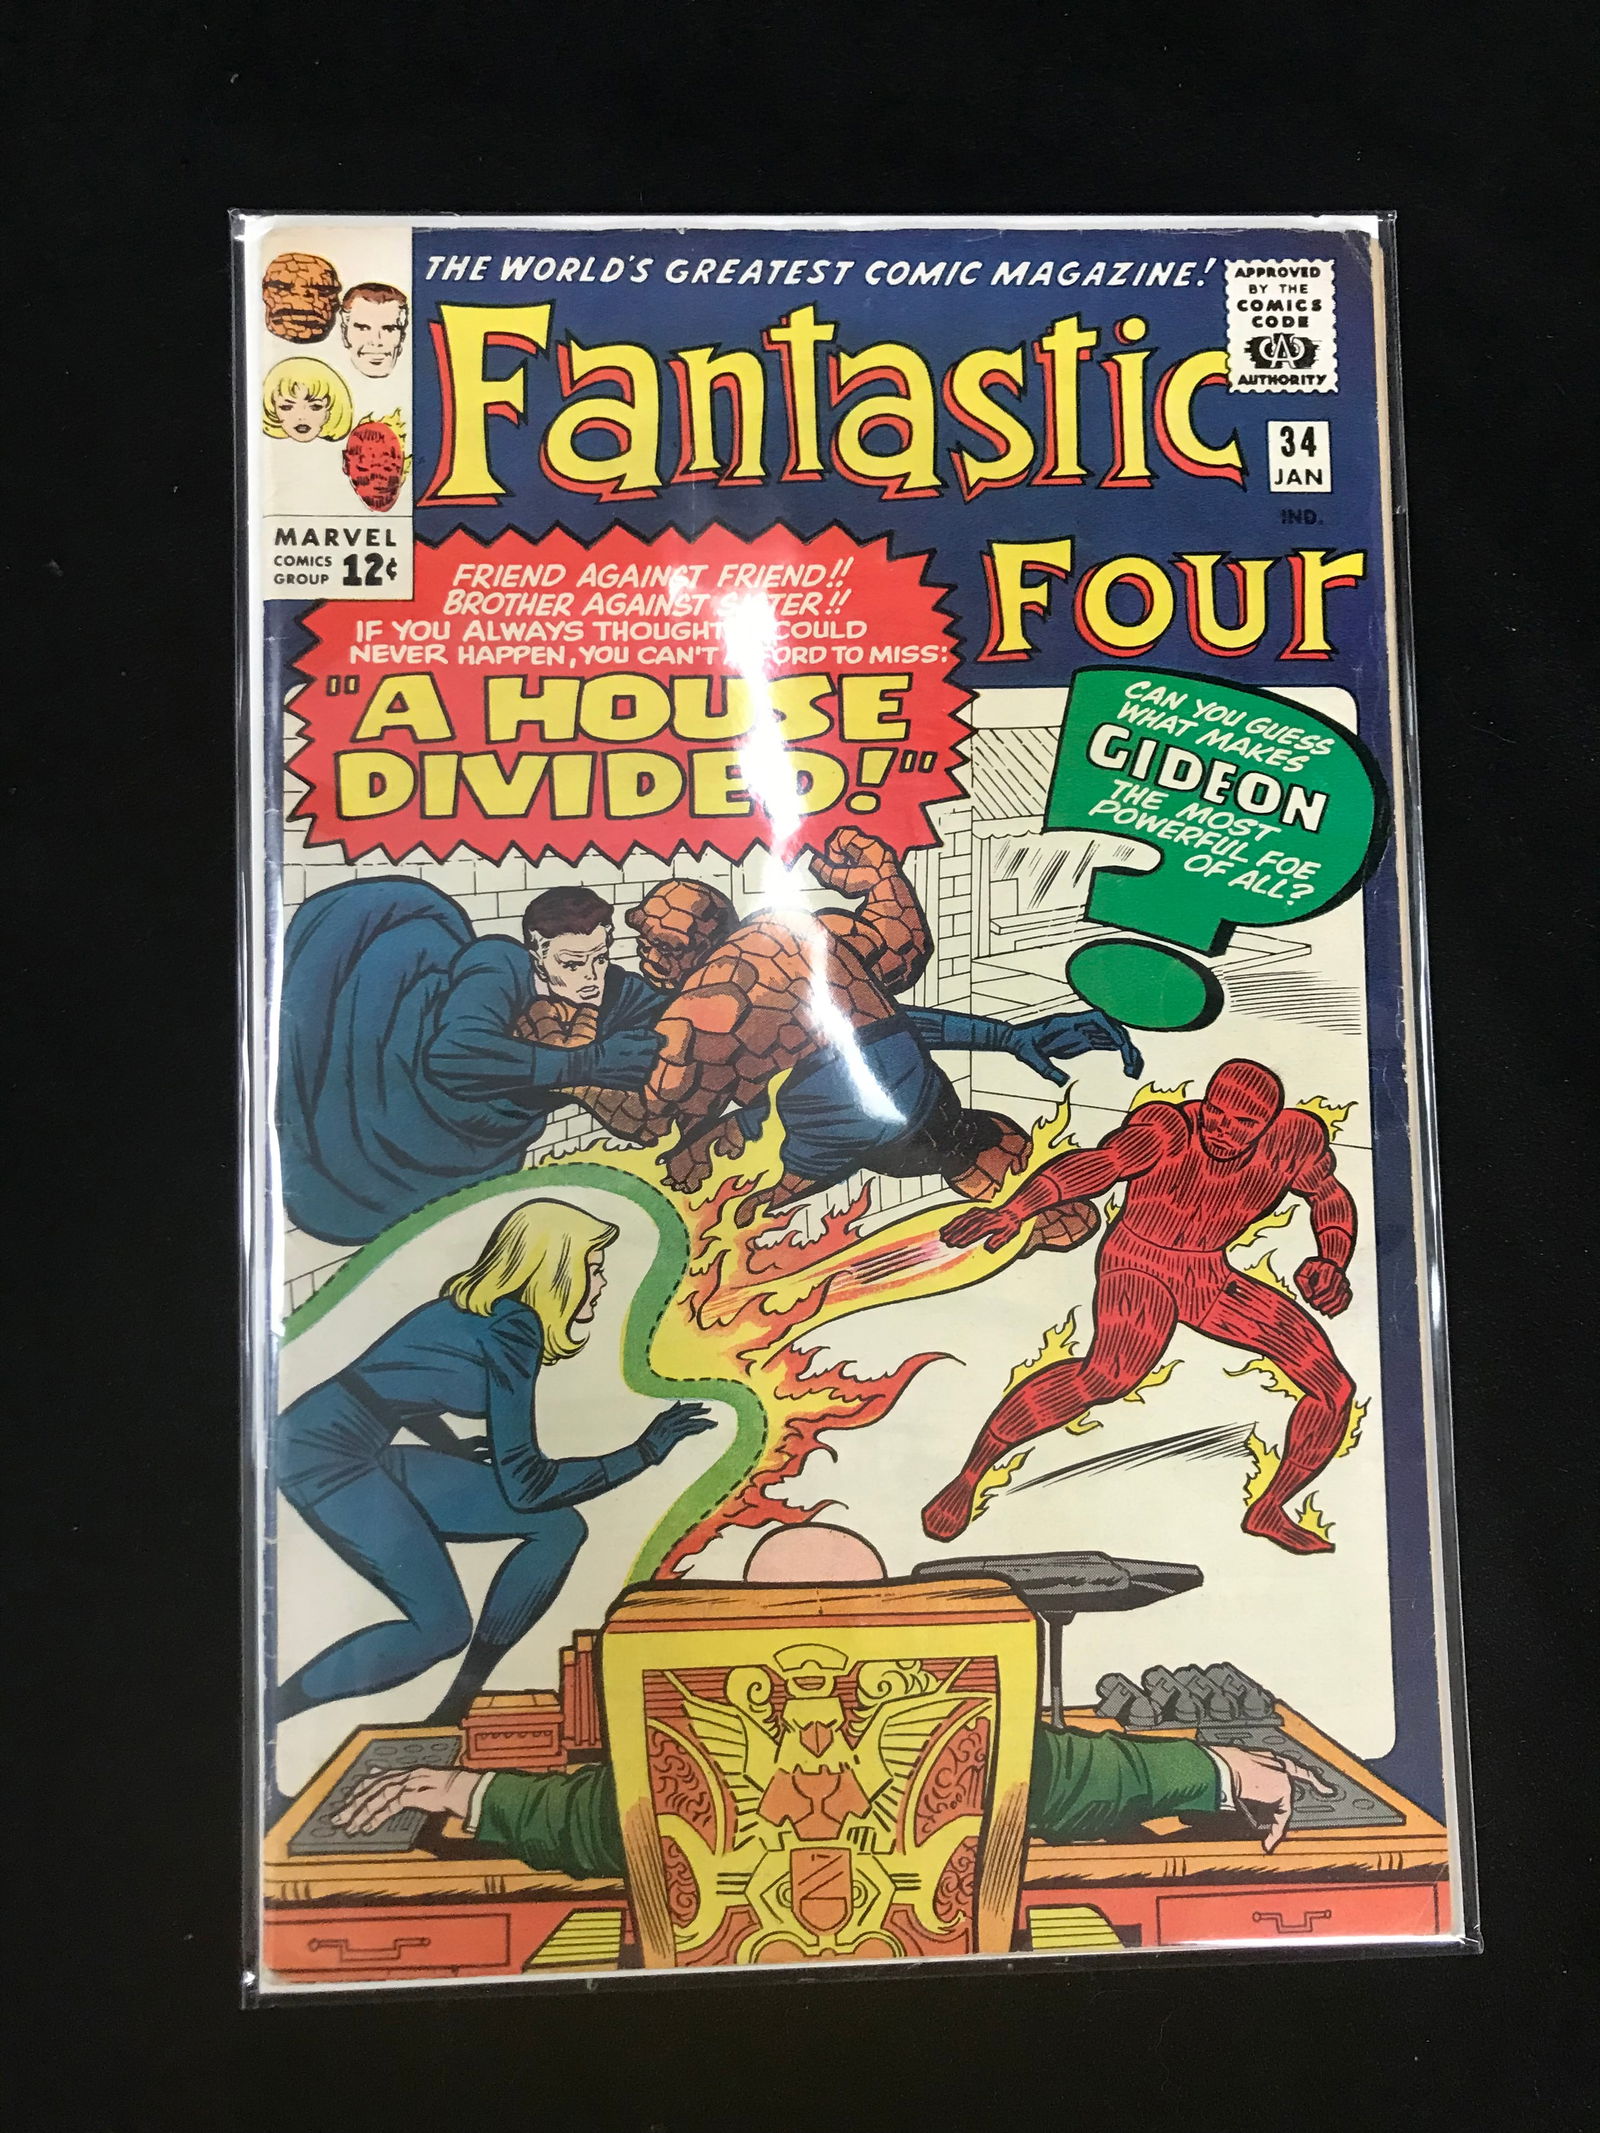 THE WORLD'S GREATEST COMIC MAGAZINE!
APPROVED
BY THE
COMICS
CODE
CA
AUTHORITY
Fantastic
34
JAN
IND.
Four
MARVEL
COMICS
GROUP 12¢
FRIEND AGAINST FRIEND!!
BROTHER AGAINST SISTER!!
IF YOU ALWAYS THOUGHT COULD
NEVER HAPPEN, YOU CAN'T AFFORD TO MISS:
"A HOUSE
DIVIDED!"
CAN YOU GUESS
WHAT MAKES
GIDEON
THE MOST
POWERFUL FOE
OF ALL?